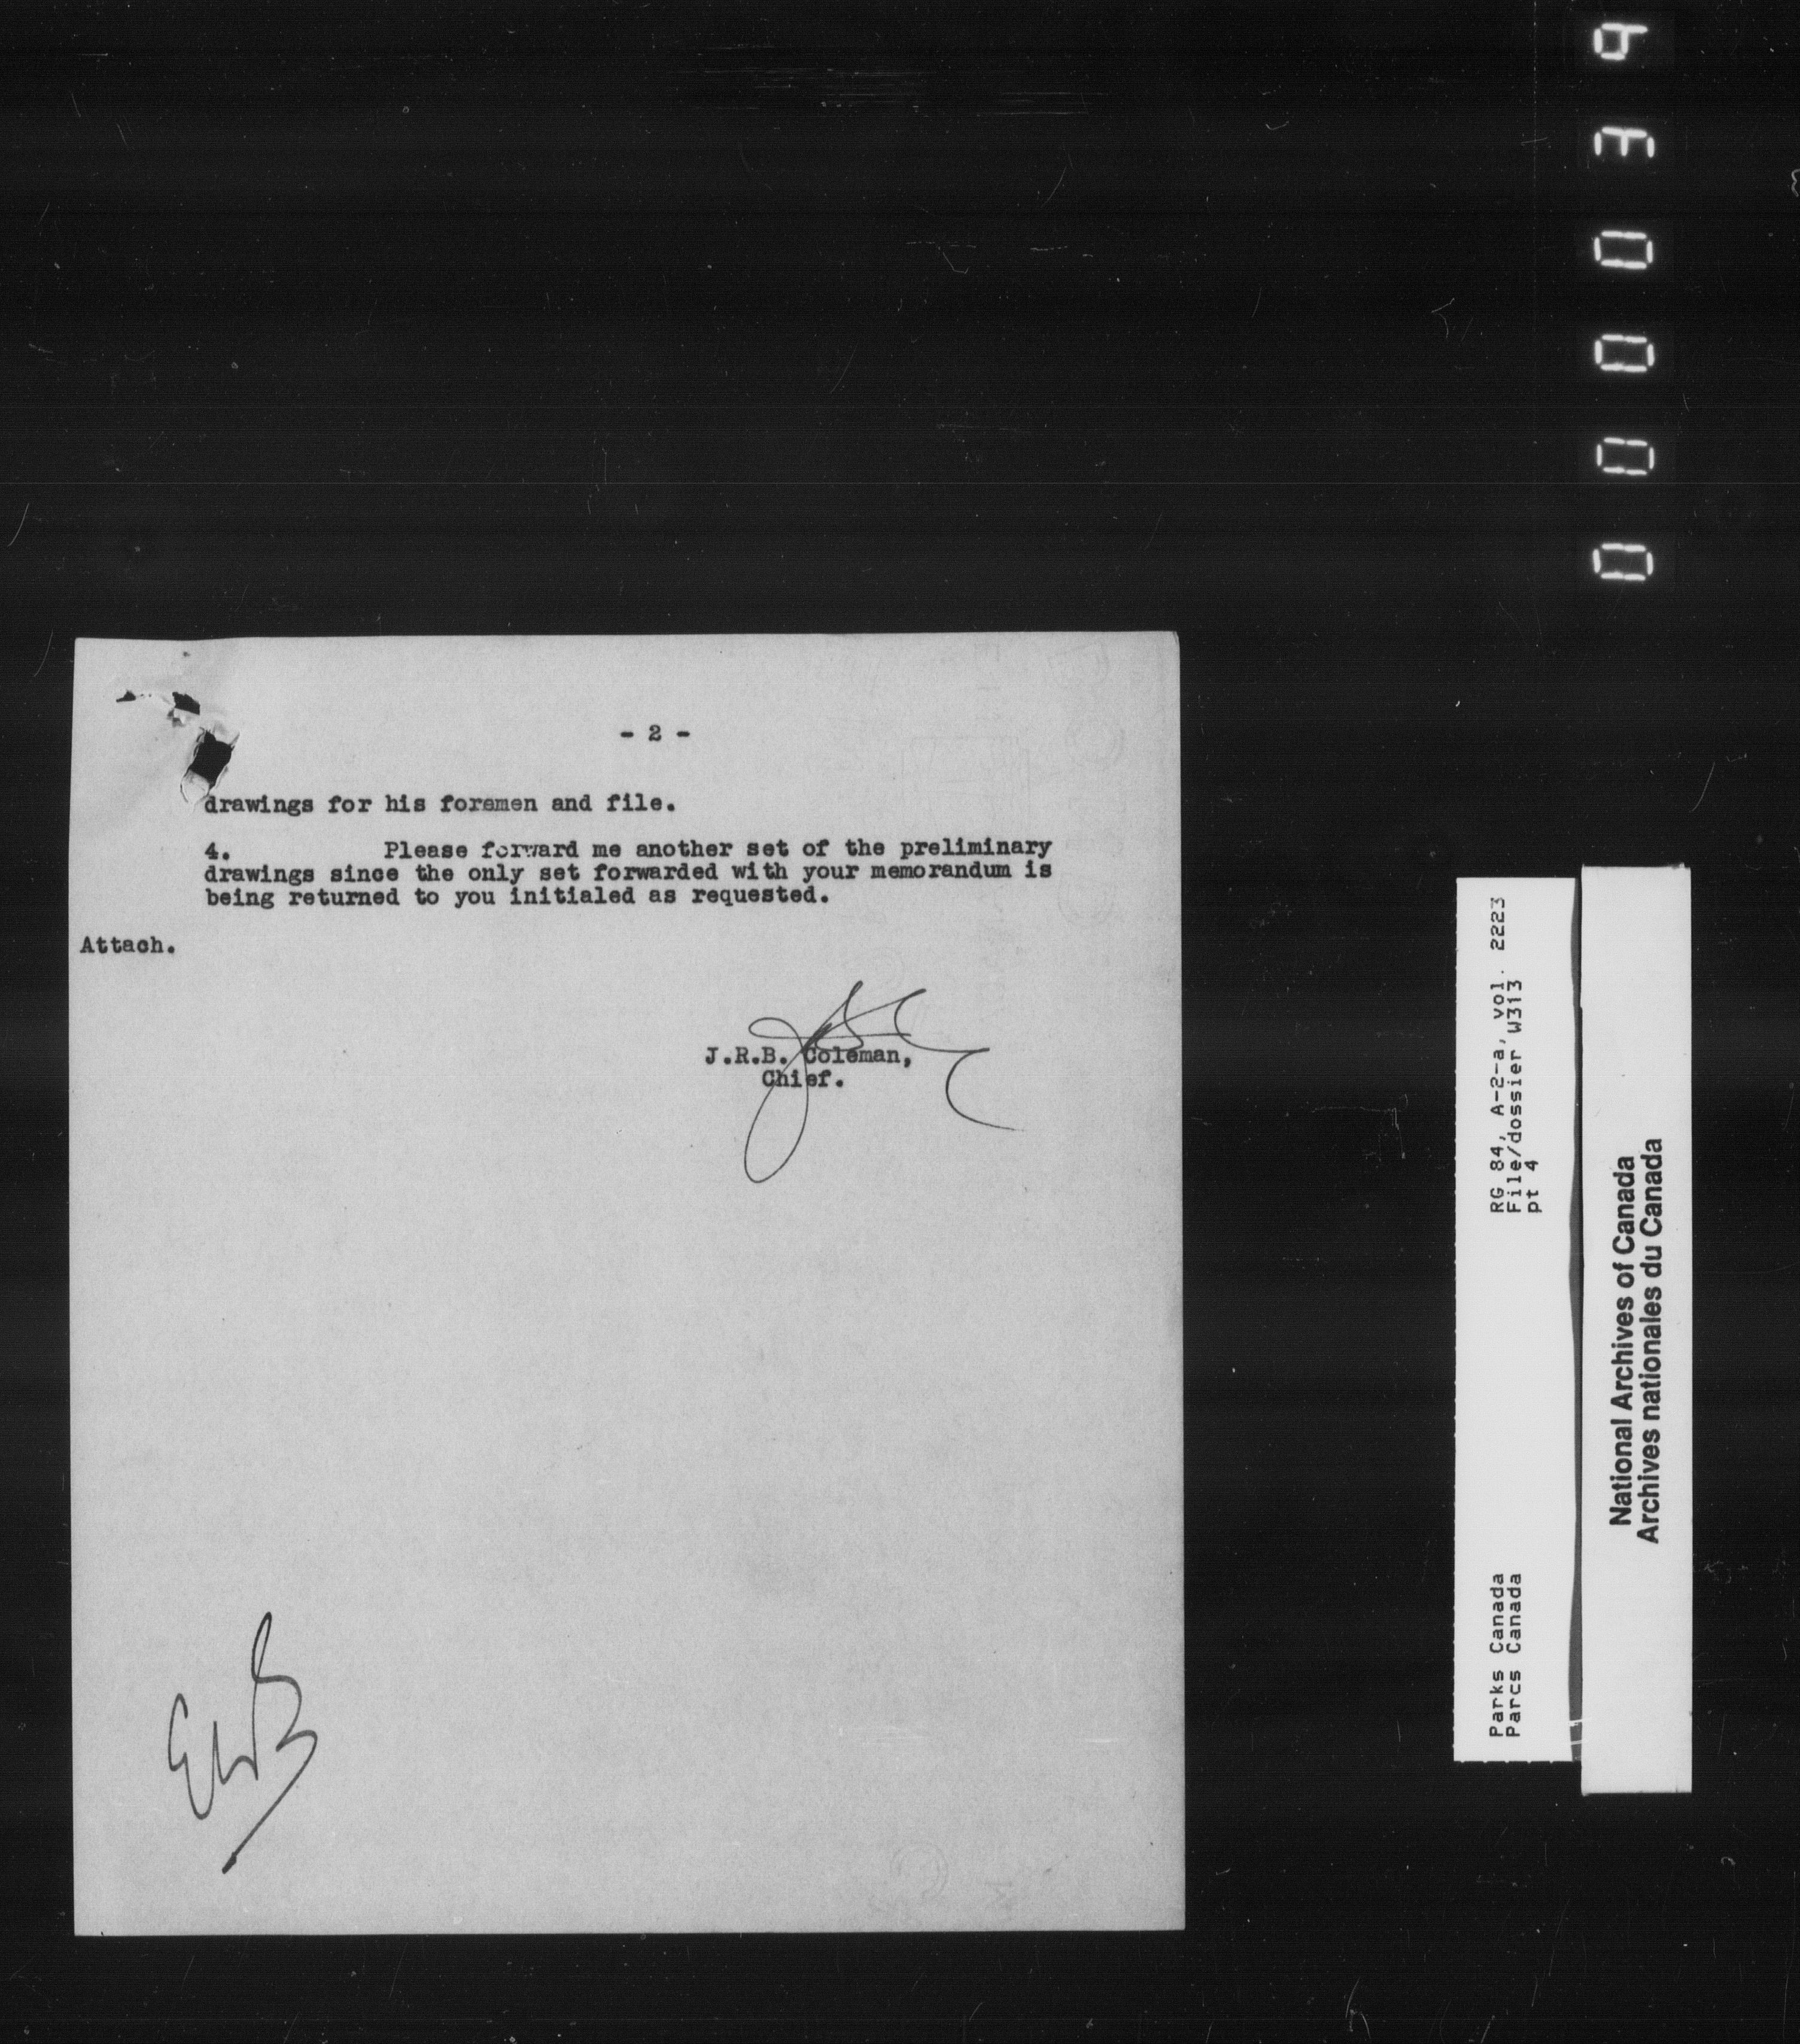 000039
- 2 -
drawings for his foremen and file.
4. Please forward me another set of the preliminary
drawings since the only set forwarded with your memorandum is
being returned to you initialed as requested.
Attach.
J.R.B. Coleman,
Chief.
Parks Canada
Parcs Canada
RG 84, A-2-a, vol. 2223
File/dossier W313
pt 4
National Archives of Canada
Archives nationales du Canada